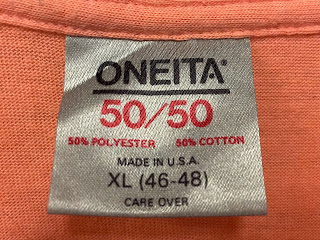 ONEITA®
50/50
50% POLYESTER 50% COTTON
MADE IN U.S.A.
XL (46-48)
CARE OVER